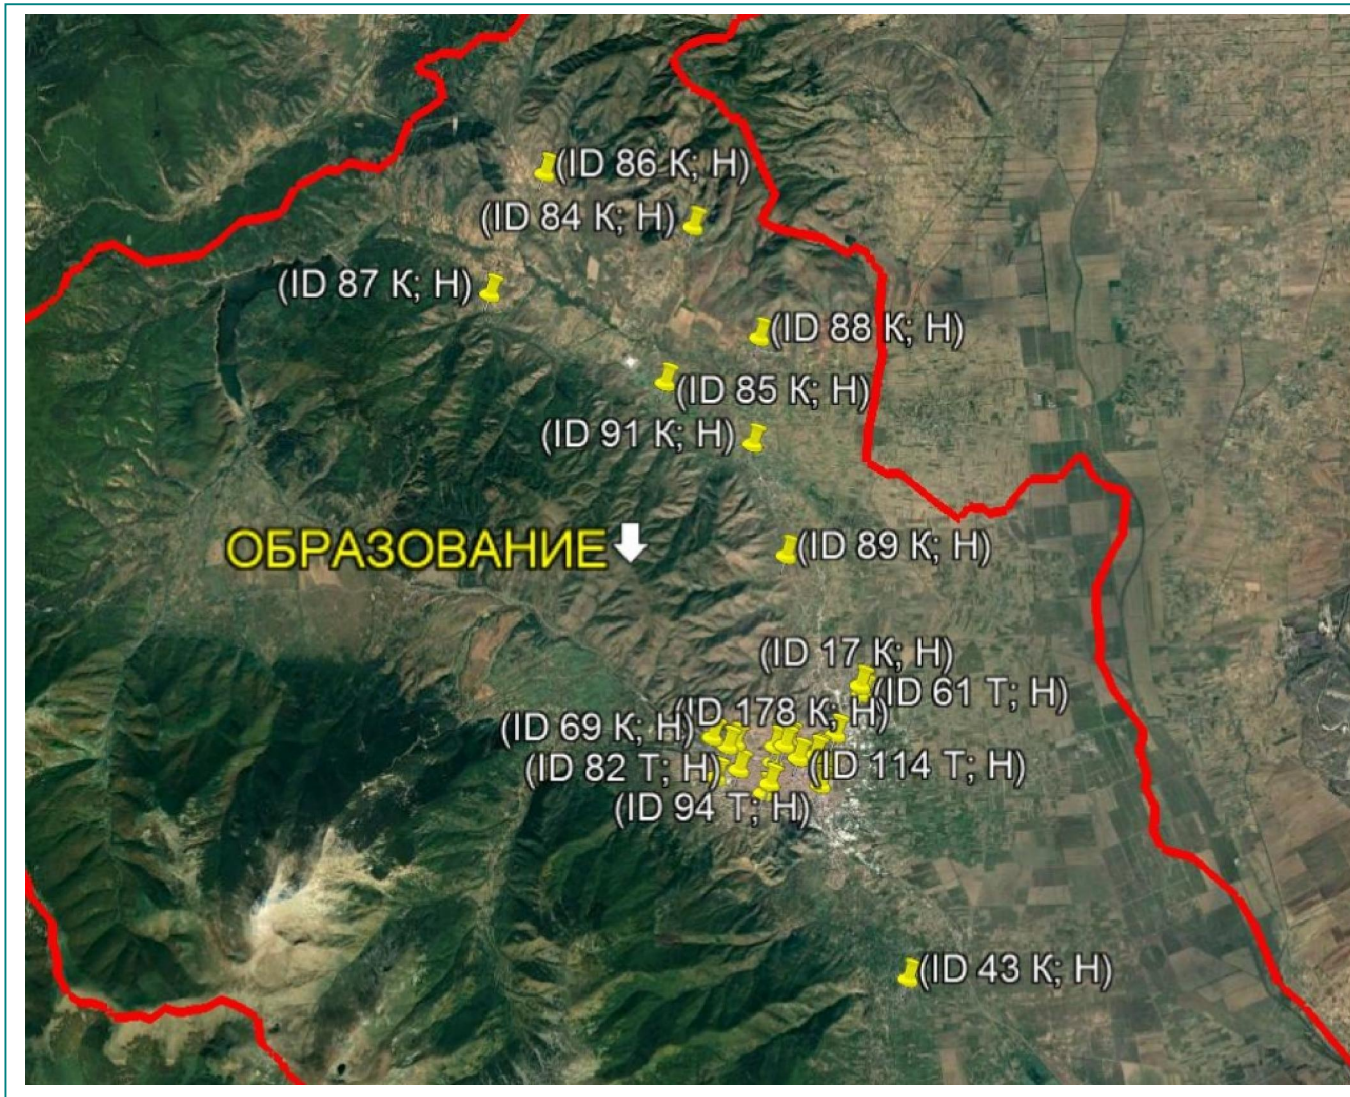 (ID 86 К; Н)
(ID 84 К; Н)
(ID 87 К; Н)
(ID 88 К; Н)
(ID 85 К; Н)
(ID 91 К; Н)
ОБРАЗОВАНИЕ
(ID 89 К; Н)
(ID 17 К; Н)
(ID 61 Т; Н)
(ID 178 К; Н)
(ID 69 К; Н)
(ID 82 Т; Н)
(ID 114 Т; Н)
(ID 94 Т; Н)
(ID 43 К; Н)